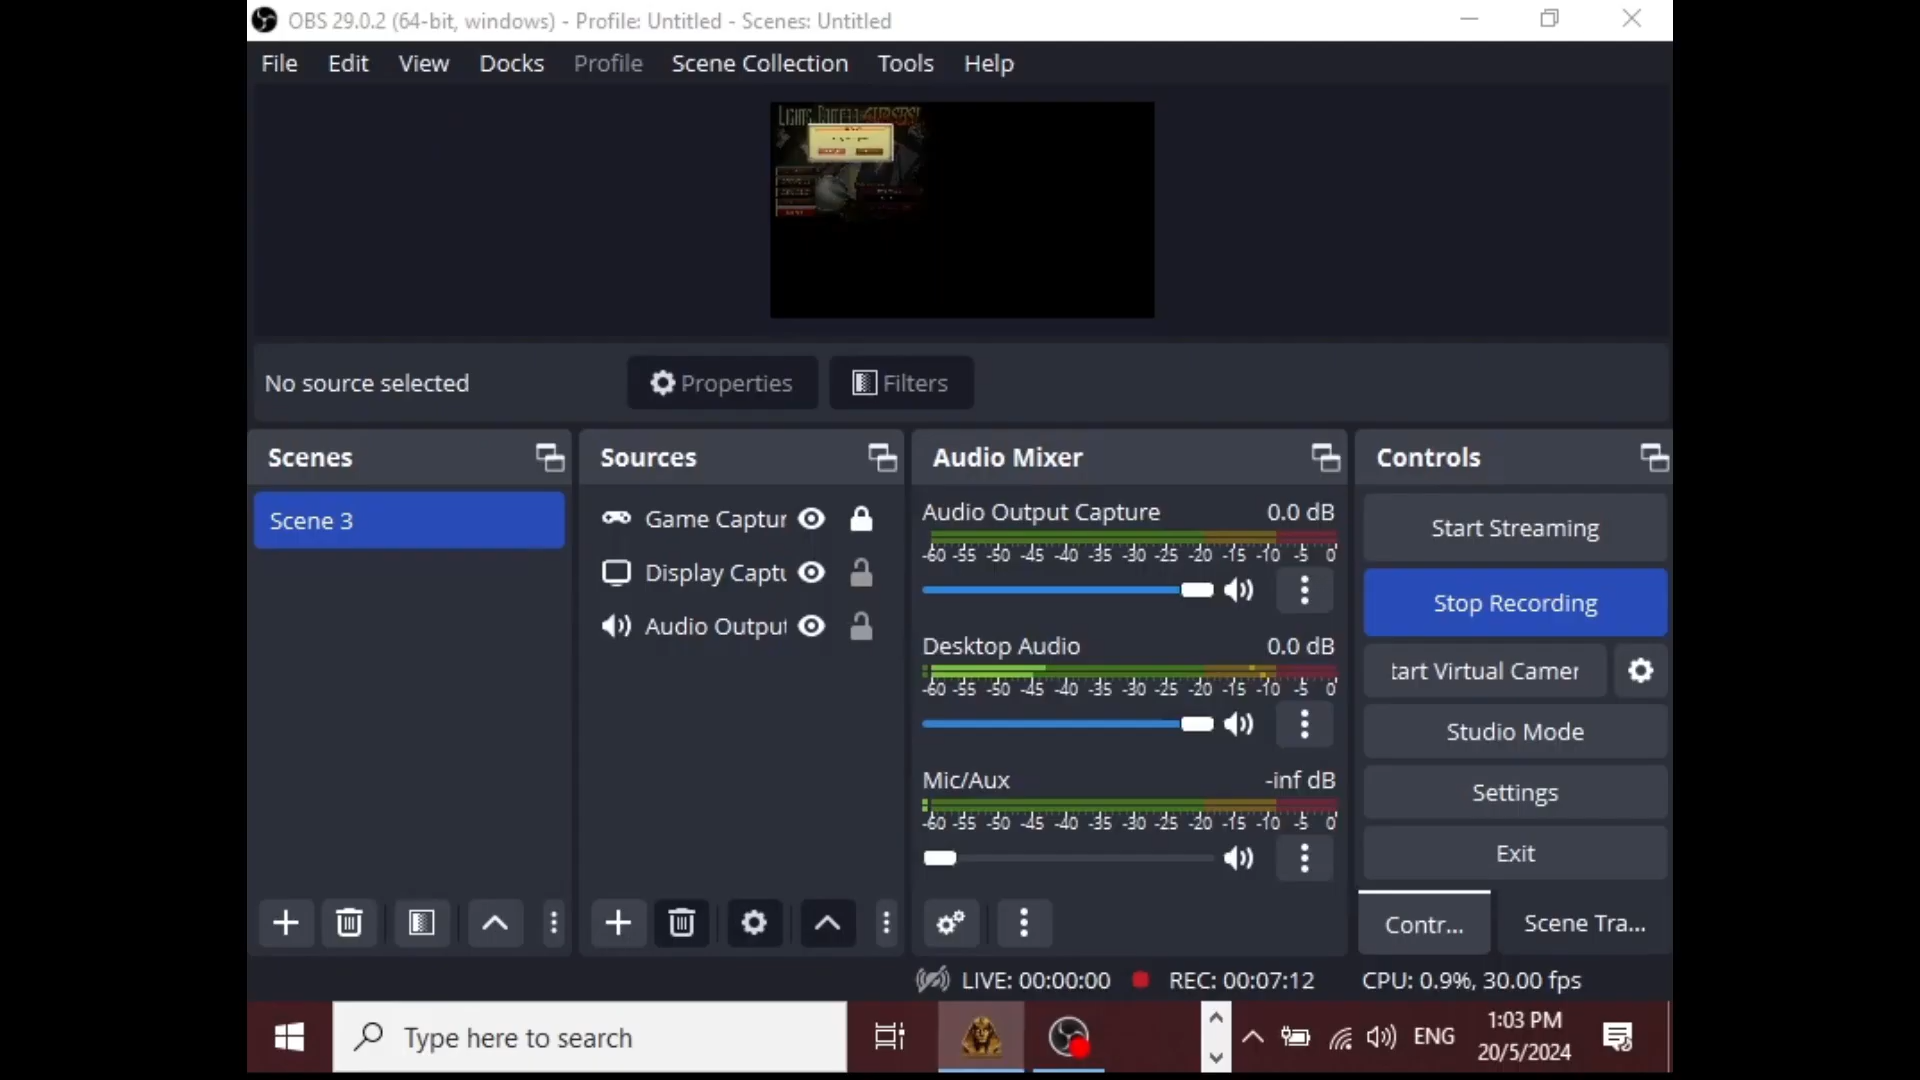 OBS 29.0.2 (64-bit, windows) - Profile: Untitled - Scenes: Untitled
File Edit View Docks Profile Scene Collection Tools Help
No source selected Properties Filters
Scenes Sources Audio Mixer Controls
Scene 3
Game Captur
Display Captu
Audio Output
Audio Output Capture 0.0 dB
-60 -55 -50 -45 -40 -35 -30 -25 -20 -15 -10 -5 0
Desktop Audio 0.0 dB
-60 -55 -50 -45 -40 -35 -30 -25 -20 -15 -10 -5 0
Mic/Aux -inf dB
-60 -55 -50 -45 -40 -35 -30 -25 -20 -15 -10 -5 0
Start Streaming
Stop Recording
tart Virtual Camer
Studio Mode
Settings
Exit
Contr... Scene Tra...
LIVE: 00:00:00 REC: 00:07:12 CPU: 0.9%, 30.00 fps
Type here to search
ENG
1:03 PM
20/5/2024